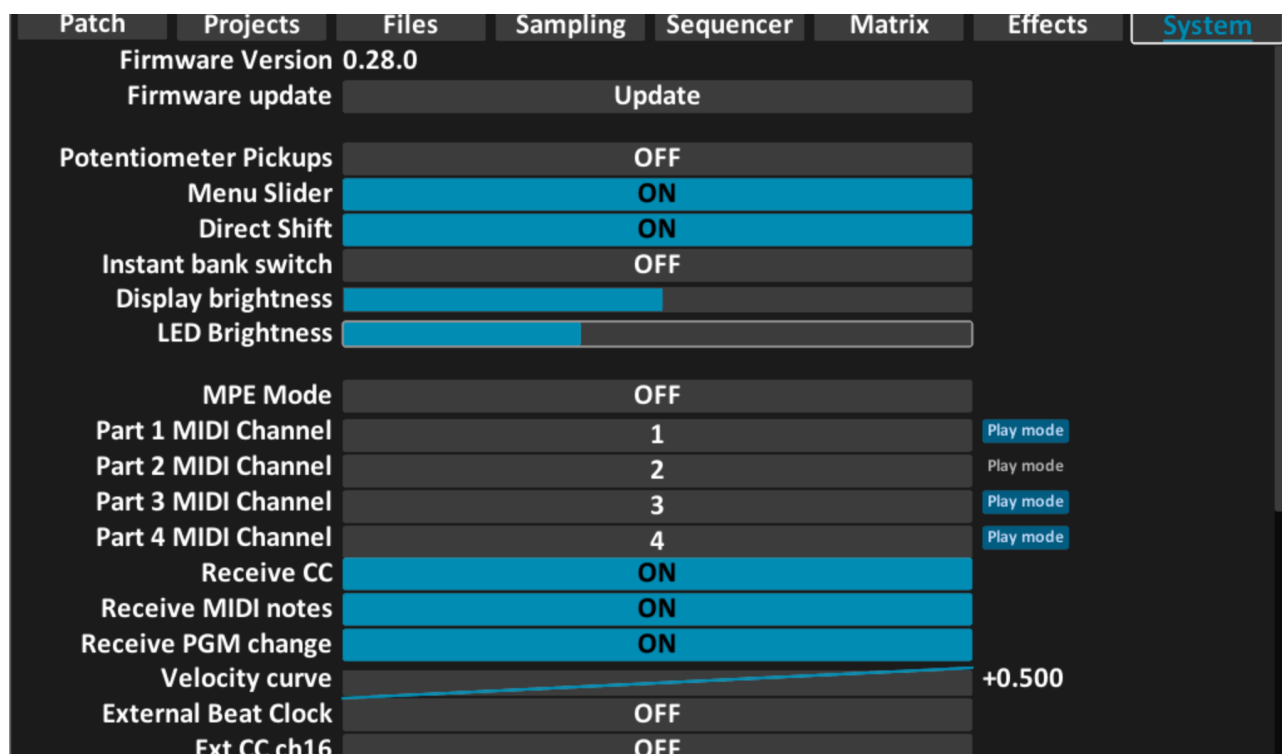 Patch Projects Files Sampling Sequencer Matrix Effects System
Firmware Version 0.28.0
Firmware update Update
Potentiometer Pickups OFF
Menu Slider ON
Direct Shift ON
Instant bank switch OFF
Display brightness
LED Brightness
MPE Mode OFF
Part 1 MIDI Channel 1 Play mode
Part 2 MIDI Channel 2 Play mode
Part 3 MIDI Channel 3 Play mode
Part 4 MIDI Channel 4 Play mode
Receive CC ON
Receive MIDI notes ON
Receive PGM change ON
Velocity curve +0.500
External Beat Clock OFF
Ext CC ch16 OFF